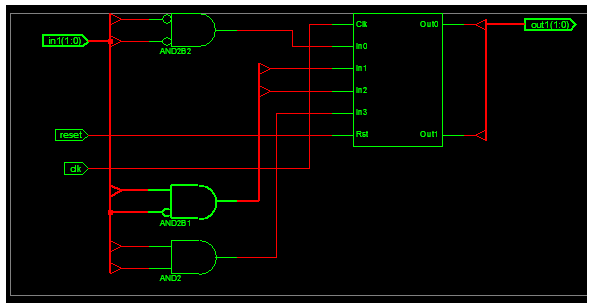 Clk
Out0
in1(1:0)
out1(1:0)
In0
AND2B2
In1
In2
In3
reset
Rst
Out1
clk
AND2B1
AND2